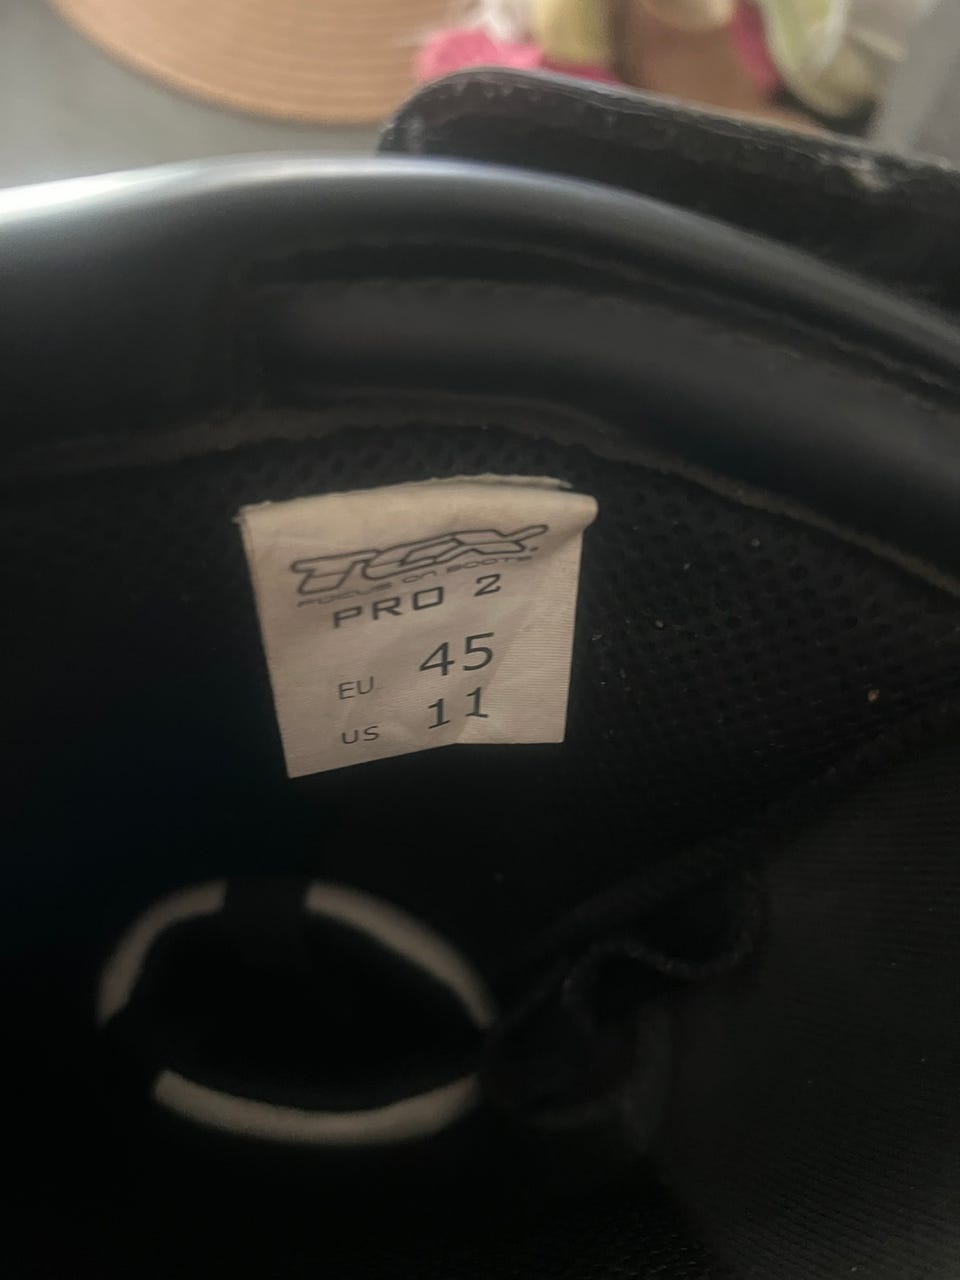 TCX
FOCUS ON BOOTS
PRO 2
EU 45
US 11